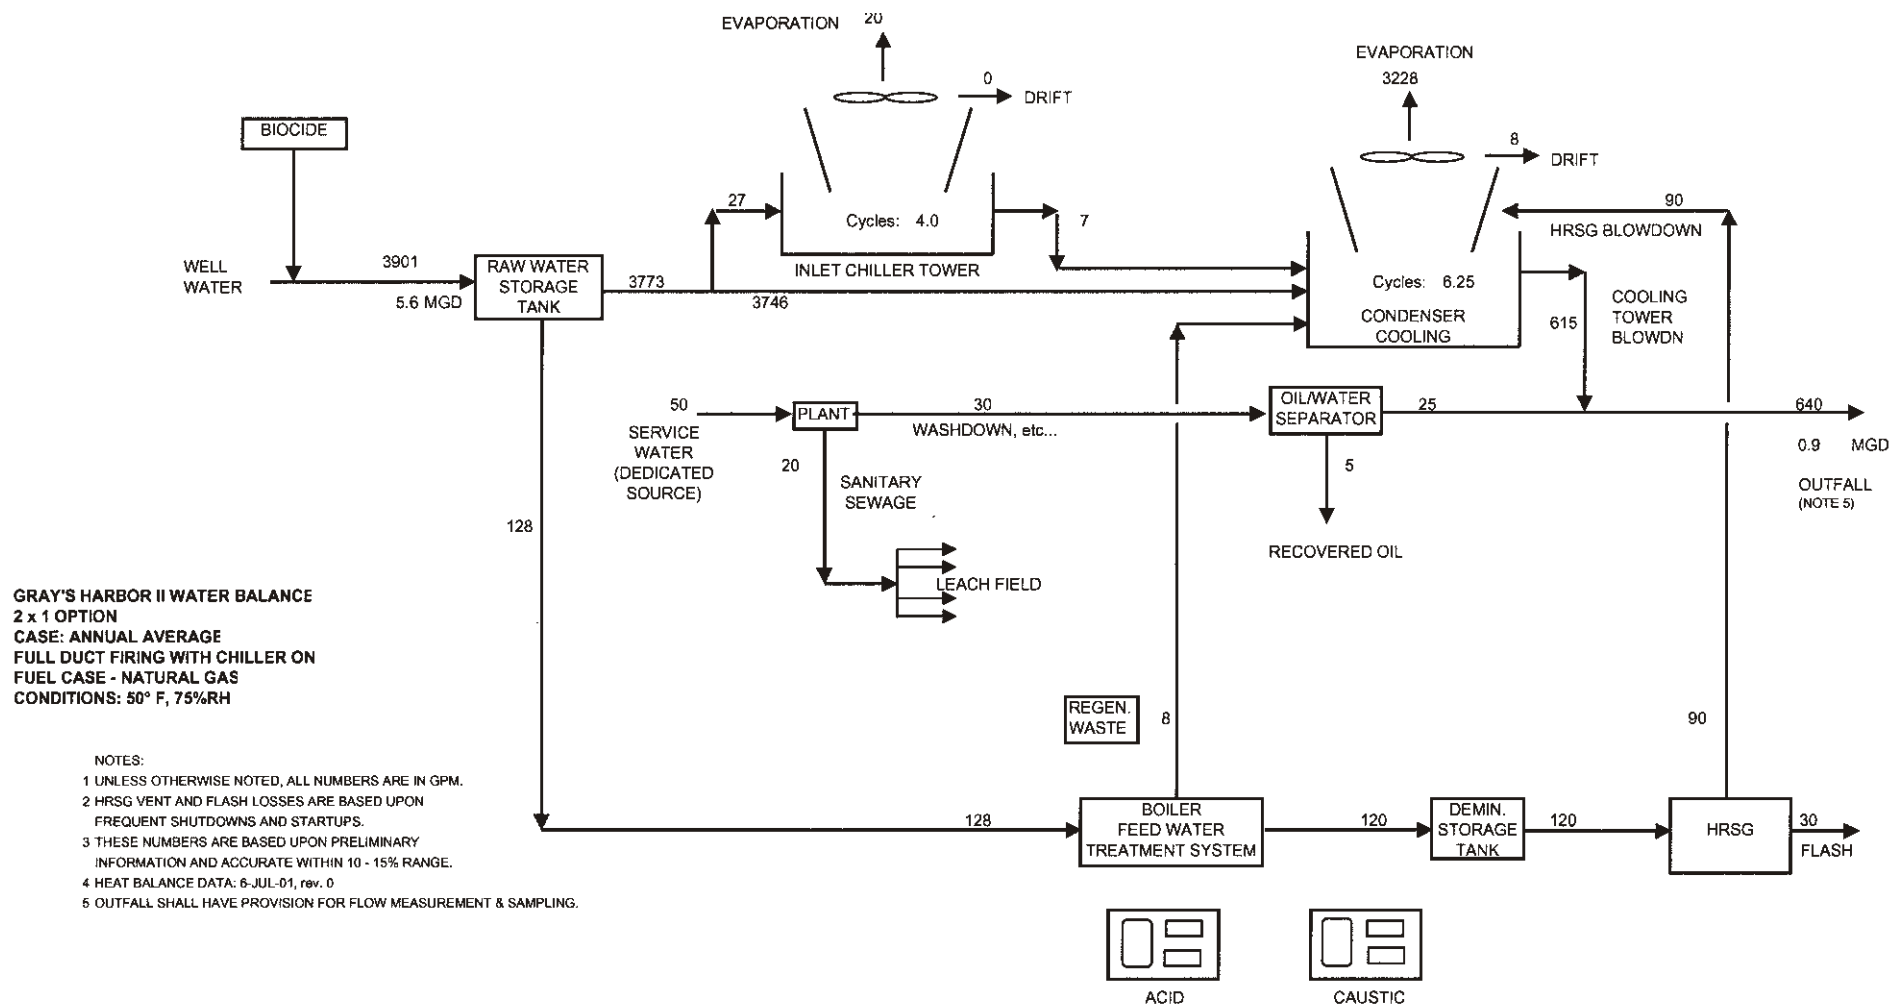 EVAPORATION 20
0
DRIFT
EVAPORATION
3228
8
DRIFT
BIOCIDE
27
Cycles: 4.0
7
90
HRSG BLOWDOWN
WELL
WATER
3901
5.6 MGD
RAW WATER
STORAGE
TANK
3773
3746
INLET CHILLER TOWER
Cycles: 6.25
CONDENSER
COOLING
615
COOLING
TOWER
BLOWDN
50
SERVICE
WATER
(DEDICATED
SOURCE)
PLANT
30
WASHDOWN, etc...
OIL/WATER
SEPARATOR
25
640
0.9 MGD
OUTFALL
(NOTE 5)
20
SANITARY
SEWAGE
5
RECOVERED OIL
128
LEACH FIELD
GRAY'S HARBOR II WATER BALANCE
2 x 1 OPTION
CASE: ANNUAL AVERAGE
FULL DUCT FIRING WITH CHILLER ON
FUEL CASE - NATURAL GAS
CONDITIONS: 50° F, 75%RH
REGEN.
WASTE
8
90
NOTES:
1 UNLESS OTHERWISE NOTED, ALL NUMBERS ARE IN GPM.
2 HRSG VENT AND FLASH LOSSES ARE BASED UPON
FREQUENT SHUTDOWNS AND STARTUPS.
3 THESE NUMBERS ARE BASED UPON PRELIMINARY
INFORMATION AND ACCURATE WITHIN 10 - 15% RANGE.
4 HEAT BALANCE DATA: 6-JUL-01, rev. 0
5 OUTFALL SHALL HAVE PROVISION FOR FLOW MEASUREMENT & SAMPLING.
128
BOILER
FEED WATER
TREATMENT SYSTEM
120
DEMIN.
STORAGE
TANK
120
HRSG
30
FLASH
ACID
CAUSTIC